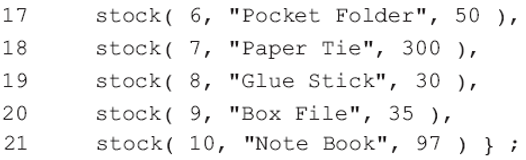 17 stock( 6, "Pocket Folder", 50 ),
18 stock( 7, "Paper Tie", 300 ),
19 stock( 8, "Glue Stick", 30 ),
20 stock( 9, "Box File", 35 ),
21 stock( 10, "Note Book", 97 ) } ;